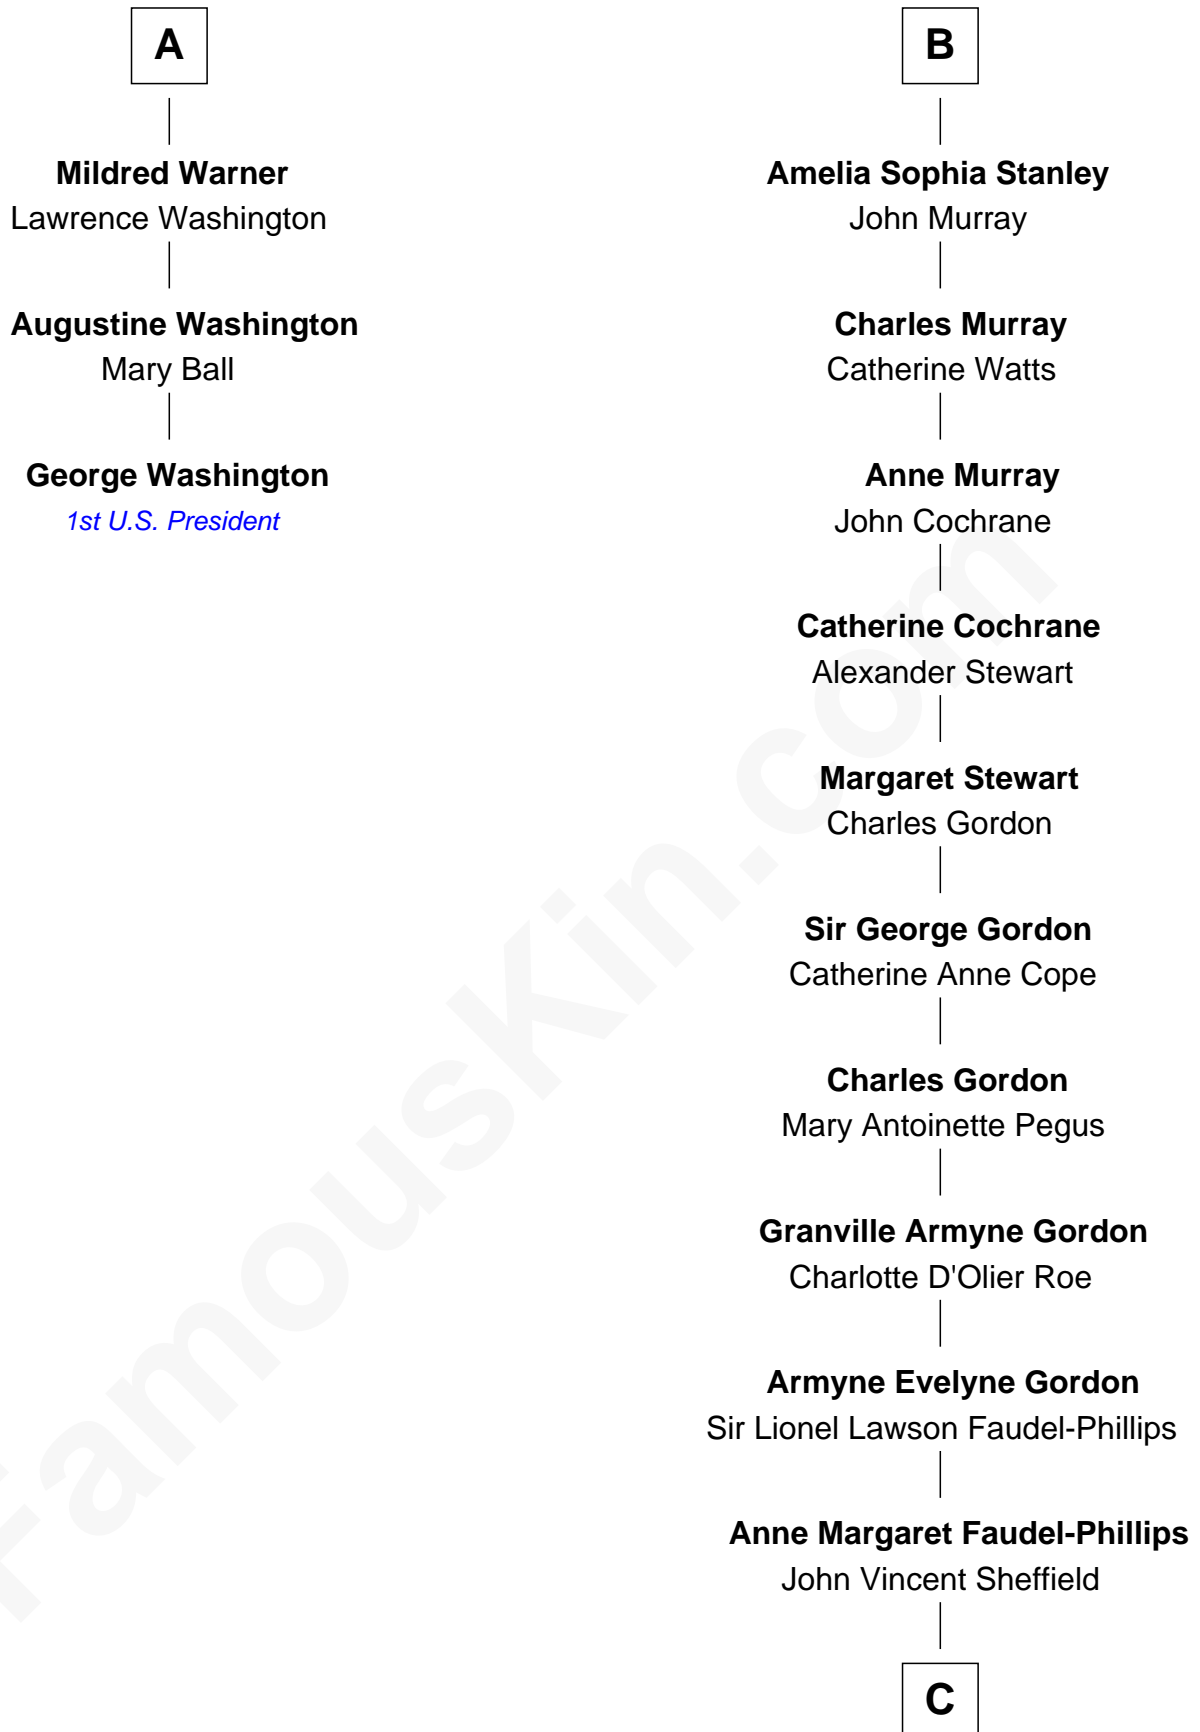 A
Mildred Warner
Lawrence Washington
Augustine Washington
Mary Ball
George Washington
1st U.S. President
B
Amelia Sophia Stanley
John Murray
Charles Murray
Catherine Watts
Anne Murray
John Cochrane
Catherine Cochrane
Alexander Stewart
Margaret Stewart
Charles Gordon
Sir George Gordon
Catherine Anne Cope
Charles Gordon
Mary Antoinette Pegus
Granville Armyne Gordon
Charlotte D'Olier Roe
Armyne Evelyne Gordon
Sir Lionel Lawson Faudel-Phillips
Anne Margaret Faudel-Phillips
John Vincent Sheffield
C
FamousKin.com